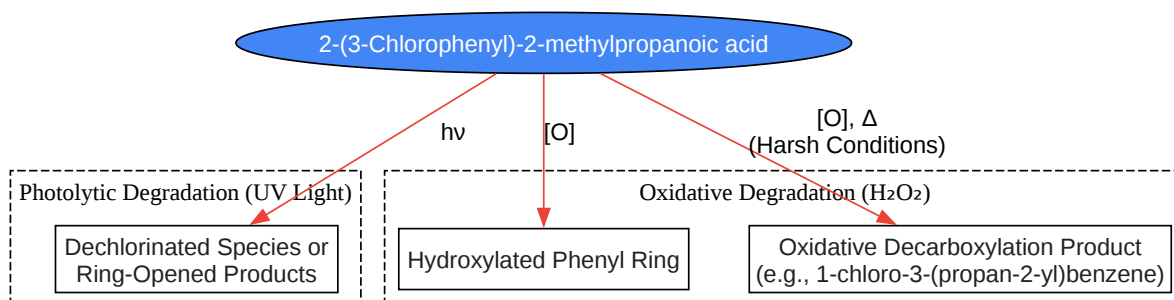 2-(3-Chlorophenyl)-2-methylpropanoic acid
hν
[O]
[O], Δ
(Harsh Conditions)
Photolytic Degradation (UV Light)
Oxidative Degradation (H₂O₂)
Dechlorinated Species or
Ring-Opened Products
Hydroxylated Phenyl Ring
Oxidative Decarboxylation Product
(e.g., 1-chloro-3-(propan-2-yl)benzene)